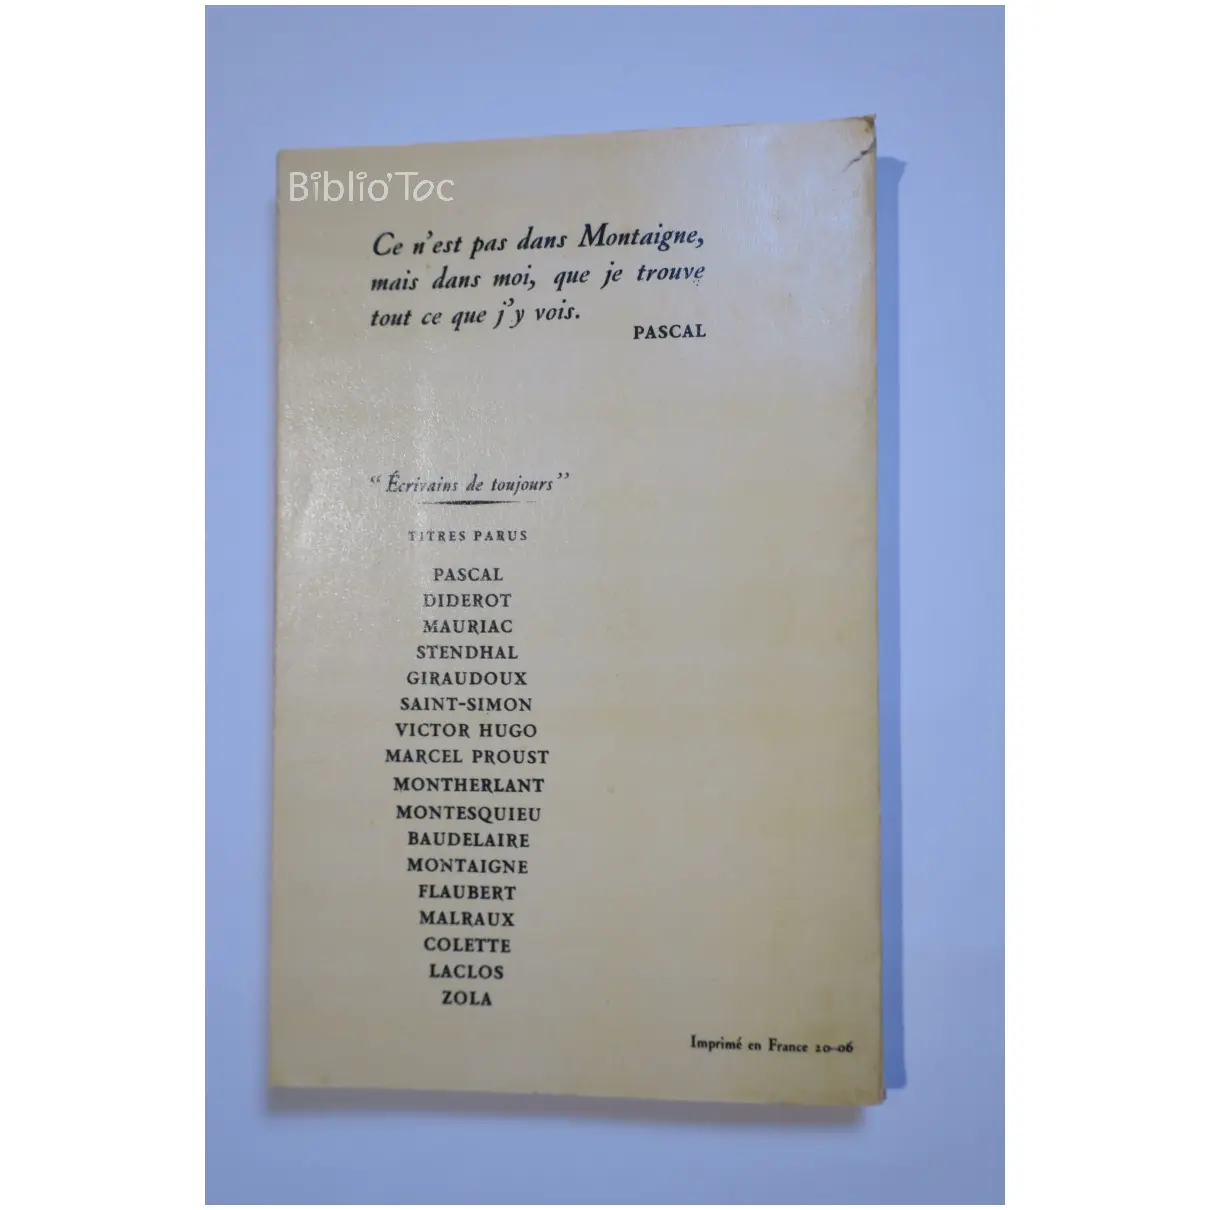 Biblio'Toc
Ce n'est pas dans Montaigne,
mais dans moi, que je trouve
tout ce que j'y vois.
PASCAL
“Écrivains de toujours”
TITRES PARUS
PASCAL
DIDEROT
MAURIAC
STENDHAL
GIRAUDOUX
SAINT-SIMON
VICTOR HUGO
MARCEL PROUST
MONTHERLANT
MONTESQUIEU
BAUDELAIRE
MONTAIGNE
FLAUBERT
MALRAUX
COLETTE
LACLOS
ZOLA
Imprimé en France 20-06